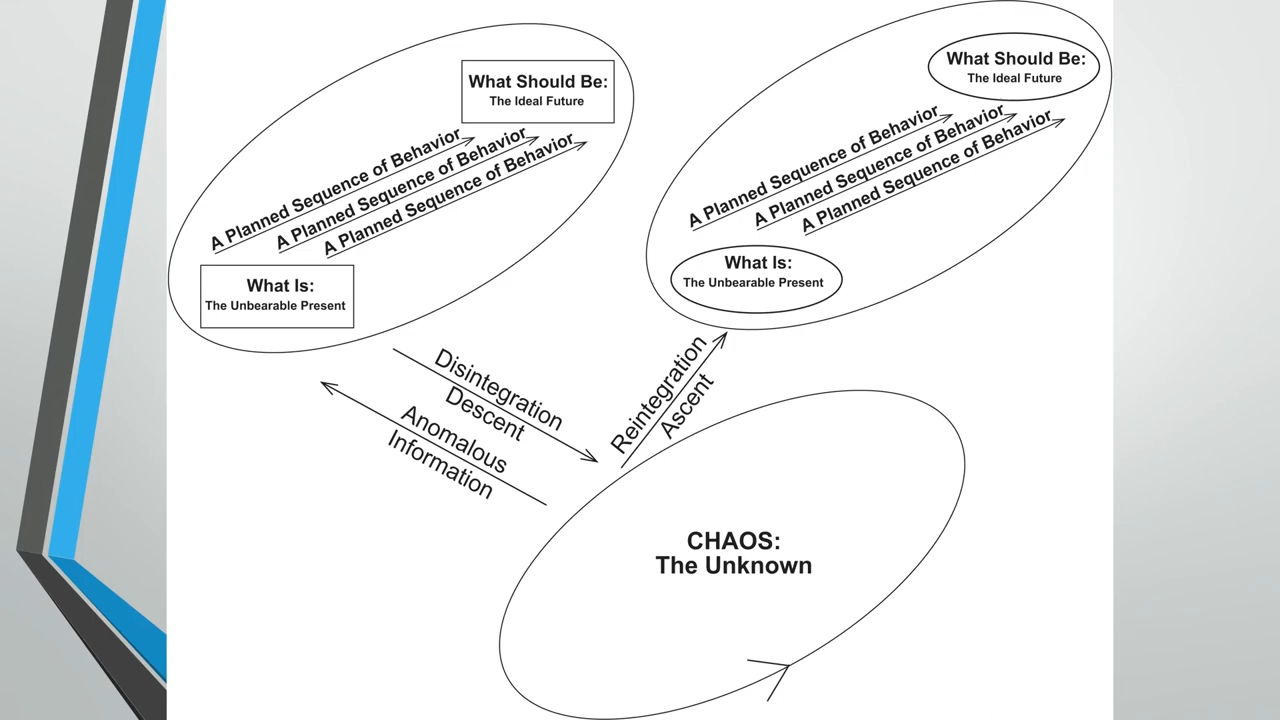 What Should Be:
The Ideal Future
A Planned Sequence of Behavior
A Planned Sequence of Behavior
A Planned Sequence of Behavior
What Is:
The Unbearable Present
What Should Be:
The Ideal Future
A Planned Sequence of Behavior
A Planned Sequence of Behavior
A Planned Sequence of Behavior
What Is:
The Unbearable Present
Disintegration
Descent
Anomalous
Information
Reintegration
Ascent
CHAOS:
The Unknown